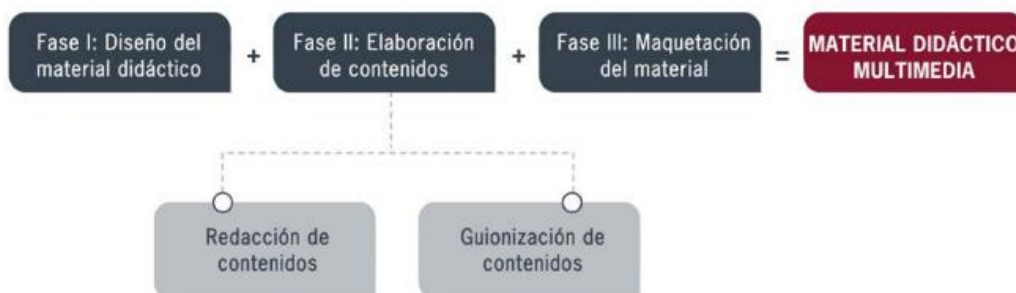 Fase I: Diseño del
material didáctico
+
Fase II: Elaboración
de contenidos
+
Fase III: Maquetación
del material
=
MATERIAL DIDÁCTICO
MULTIMEDIA
Redacción de
contenidos
Guionización de
contenidos